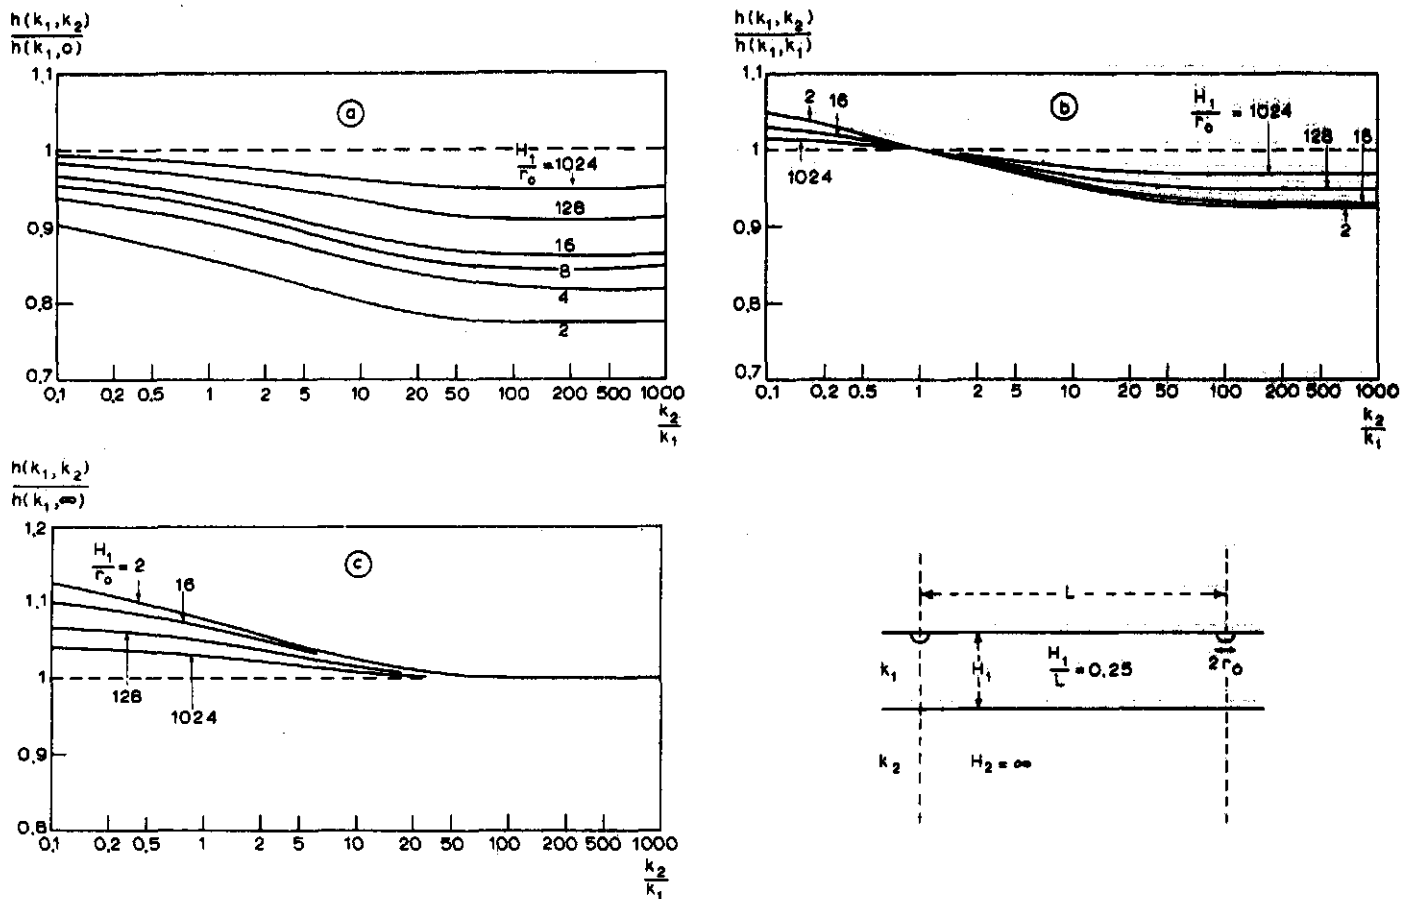 h(k₁,k₂)
h(k₁,0)
1,1
1
0,9
0,8
0,7
a
H₁
r₀ =1024
128
16
8
4
2
0,1 0,2 0,5 1 2 5 10 20 50 100 200 500 1000
k₂
k₁
h(k₁,k₂)
h(k₁,k₁)
1,1
1
0,9
0,8
0,7
b
2 16
1024
H₁
r₀ =1024
128 16
2
0,1 0,2 0,5 1 2 5 10 20 50 100 200 500 1000
k₂
k₁
h(k₁,k₂)
h(k₁,∞)
1,2
1,1
1
0,9
0,8
c
H₁
r₀ = 2
16
128
1024
0,1 0,2 0,5 1 2 5 10 20 50 100 200 500 1000
k₂
k₁
L
k₁ H₁
H₁
L =0,25
2r₀
k₂ H₂=∞